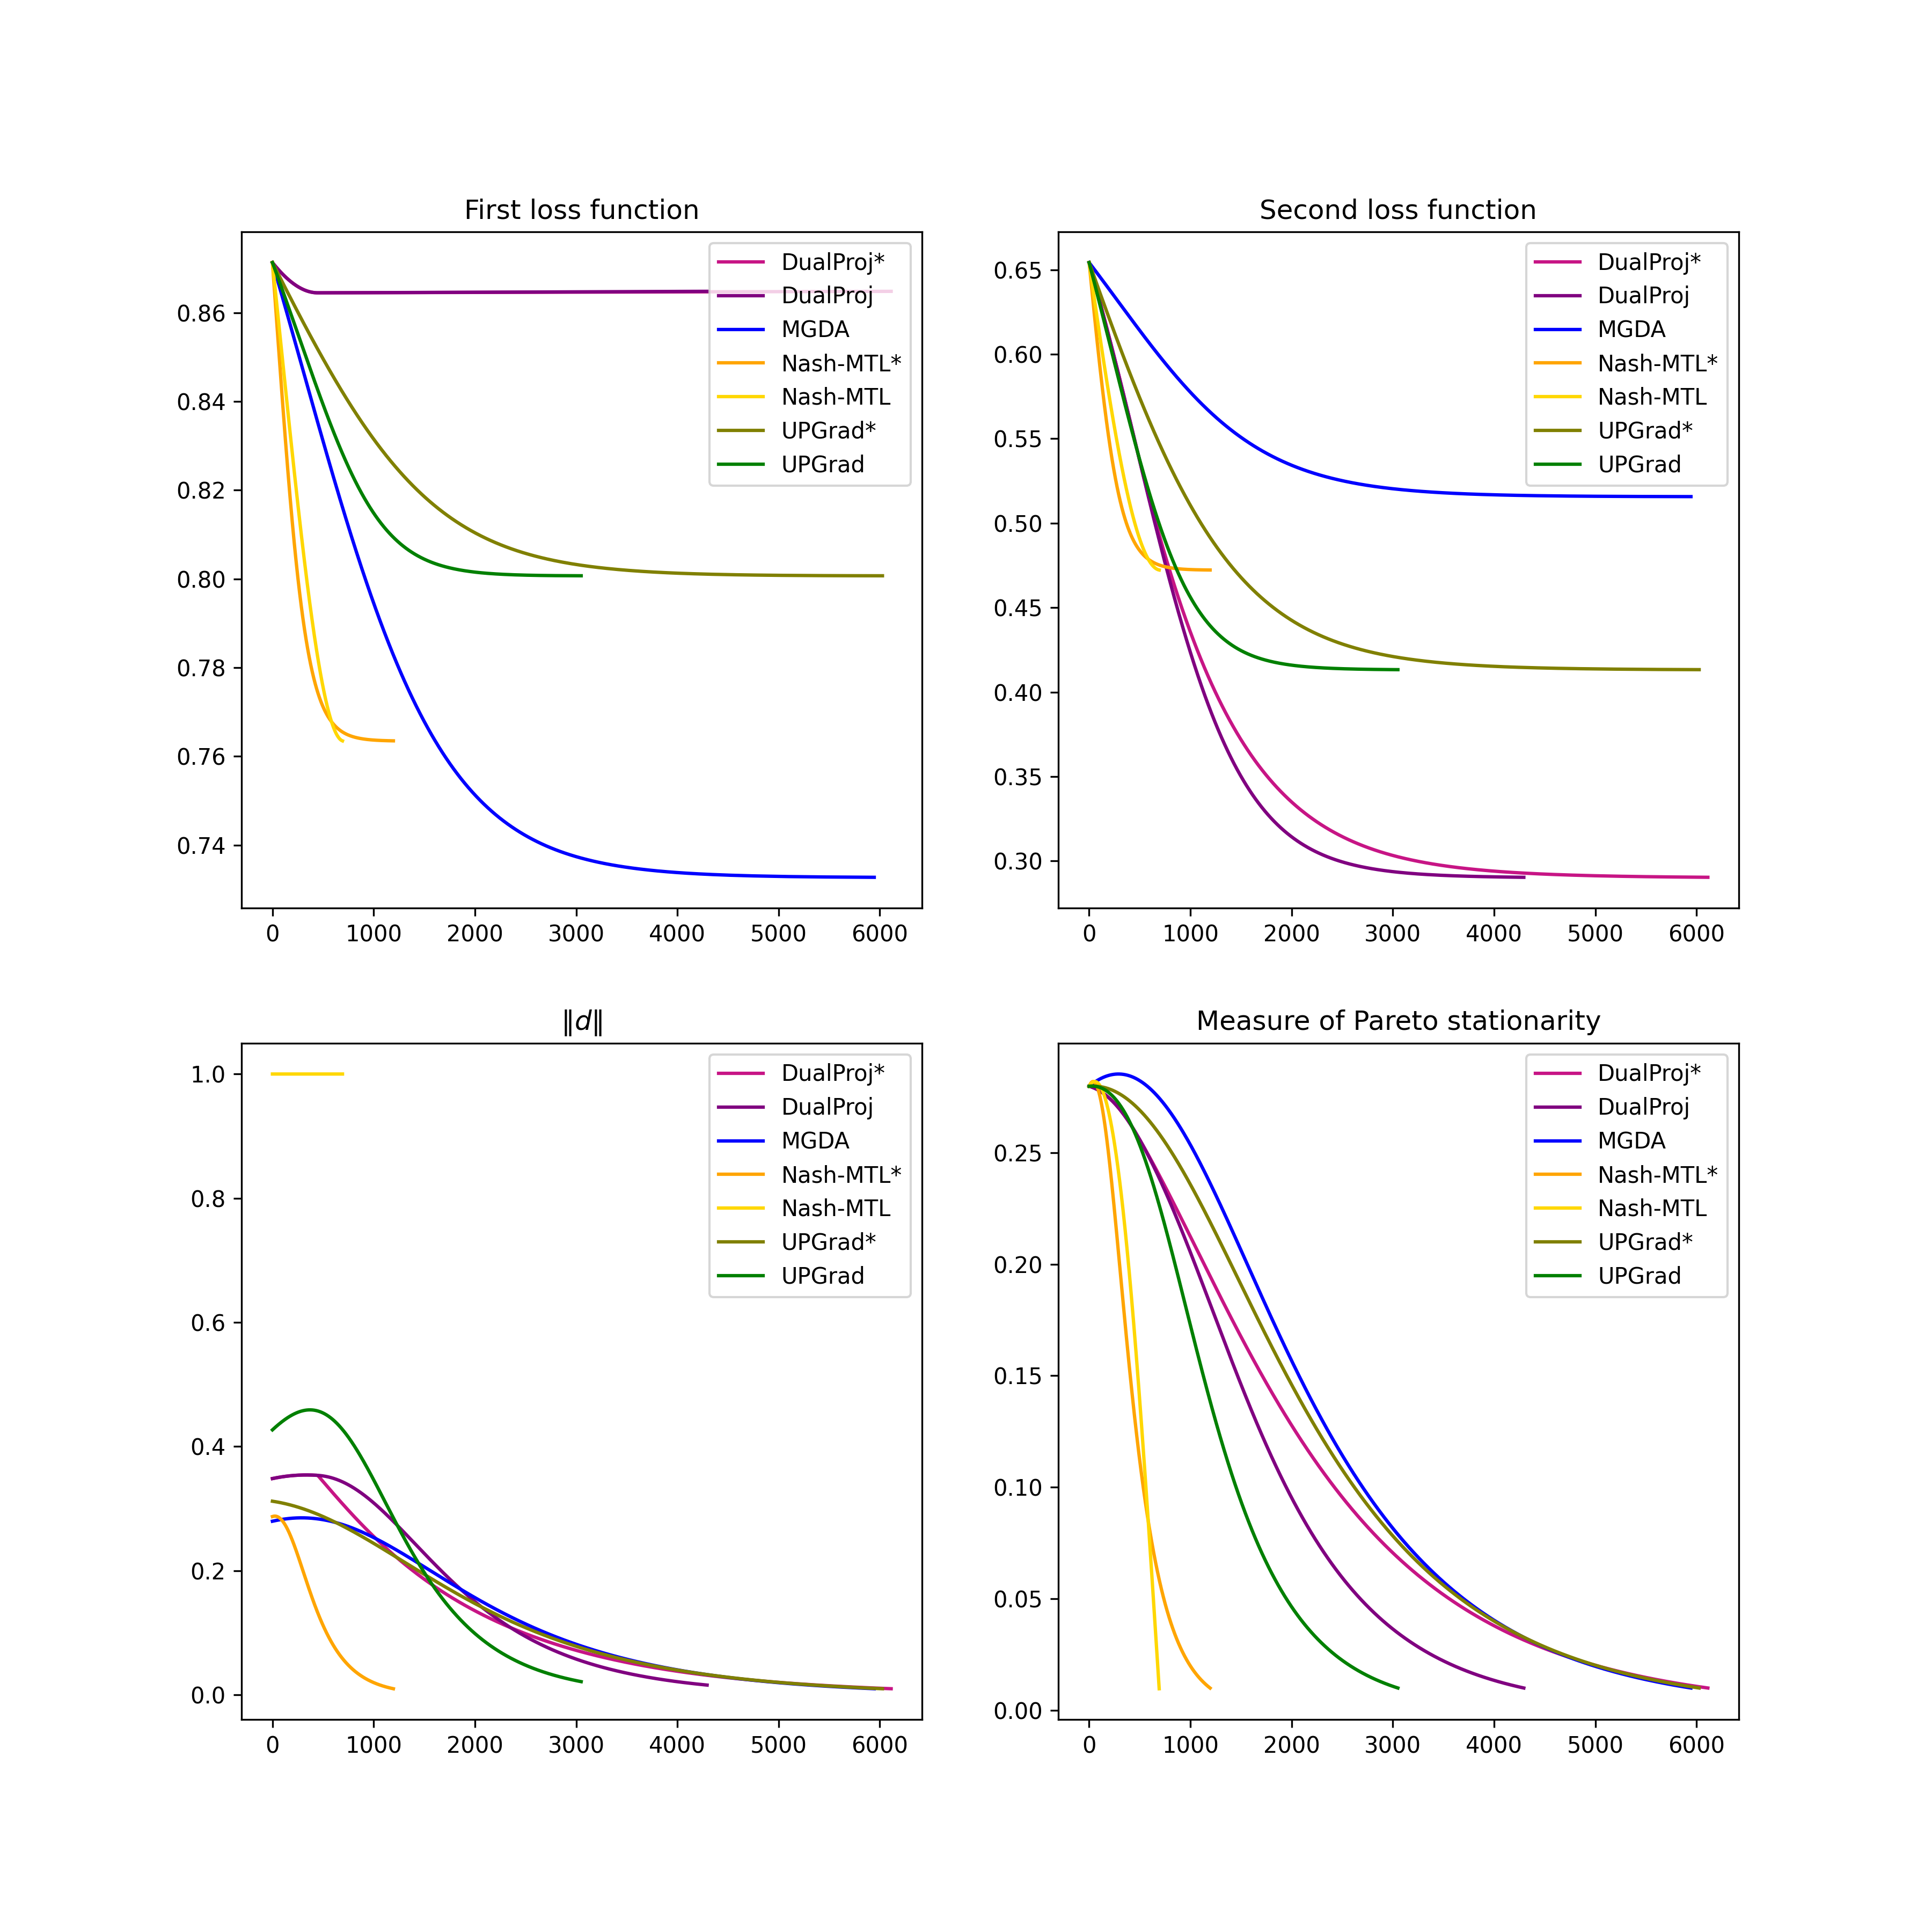 First loss function
0.86
0.84
0.82
0.80
0.78
0.76
0.74
0
1000
2000
3000
4000
5000
6000
DualProj*
DualProj
MGDA
Nash-MTL*
Nash-MTL
UPGrad*
UPGrad
Second loss function
0.65
0.60
0.55
0.50
0.45
0.40
0.35
0.30
0
1000
2000
3000
4000
5000
6000
DualProj*
DualProj
MGDA
Nash-MTL*
Nash-MTL
UPGrad*
UPGrad
‖d‖
1.0
0.8
0.6
0.4
0.2
0.0
0
1000
2000
3000
4000
5000
6000
DualProj*
DualProj
MGDA
Nash-MTL*
Nash-MTL
UPGrad*
UPGrad
Measure of Pareto stationarity
0.25
0.20
0.15
0.10
0.05
0.00
0
1000
2000
3000
4000
5000
6000
DualProj*
DualProj
MGDA
Nash-MTL*
Nash-MTL
UPGrad*
UPGrad